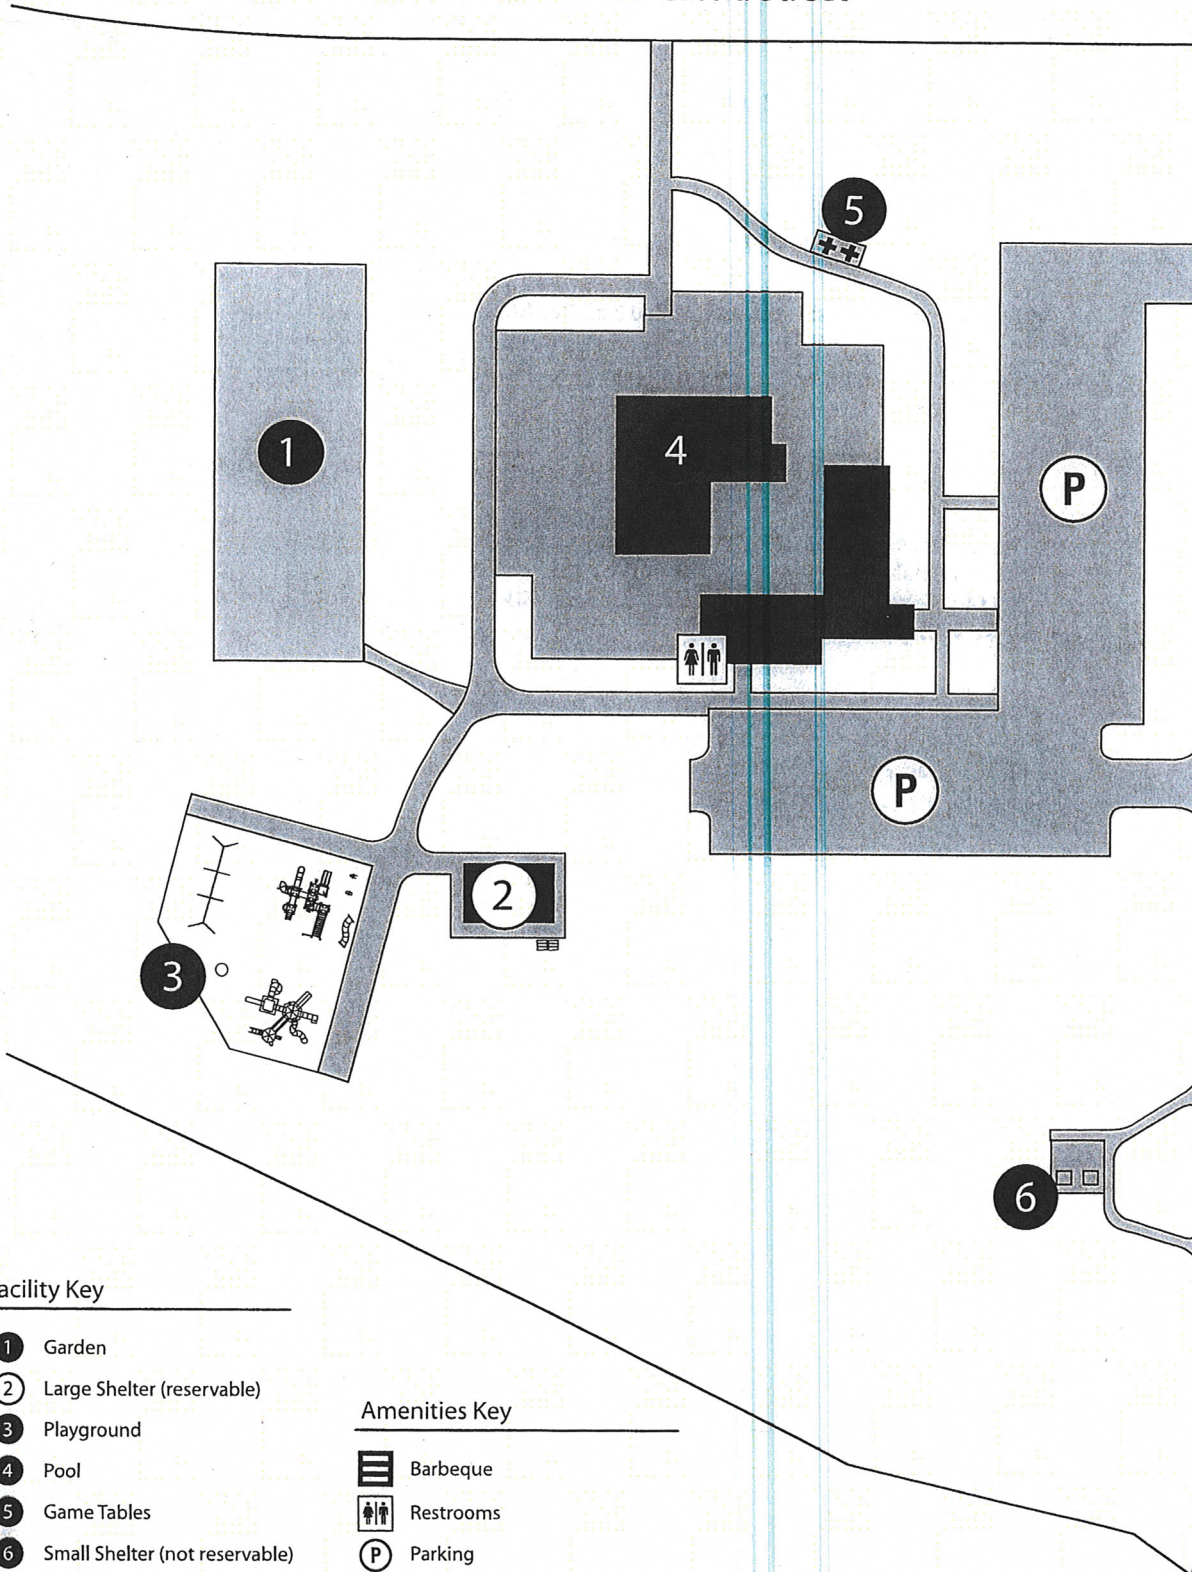 5
1
4
P
P
2
3
6
acility Key
1 Garden
2 Large Shelter (reservable)
3 Playground
4 Pool
5 Game Tables
6 Small Shelter (not reservable)
Amenities Key
Barbeque
Restrooms
P Parking